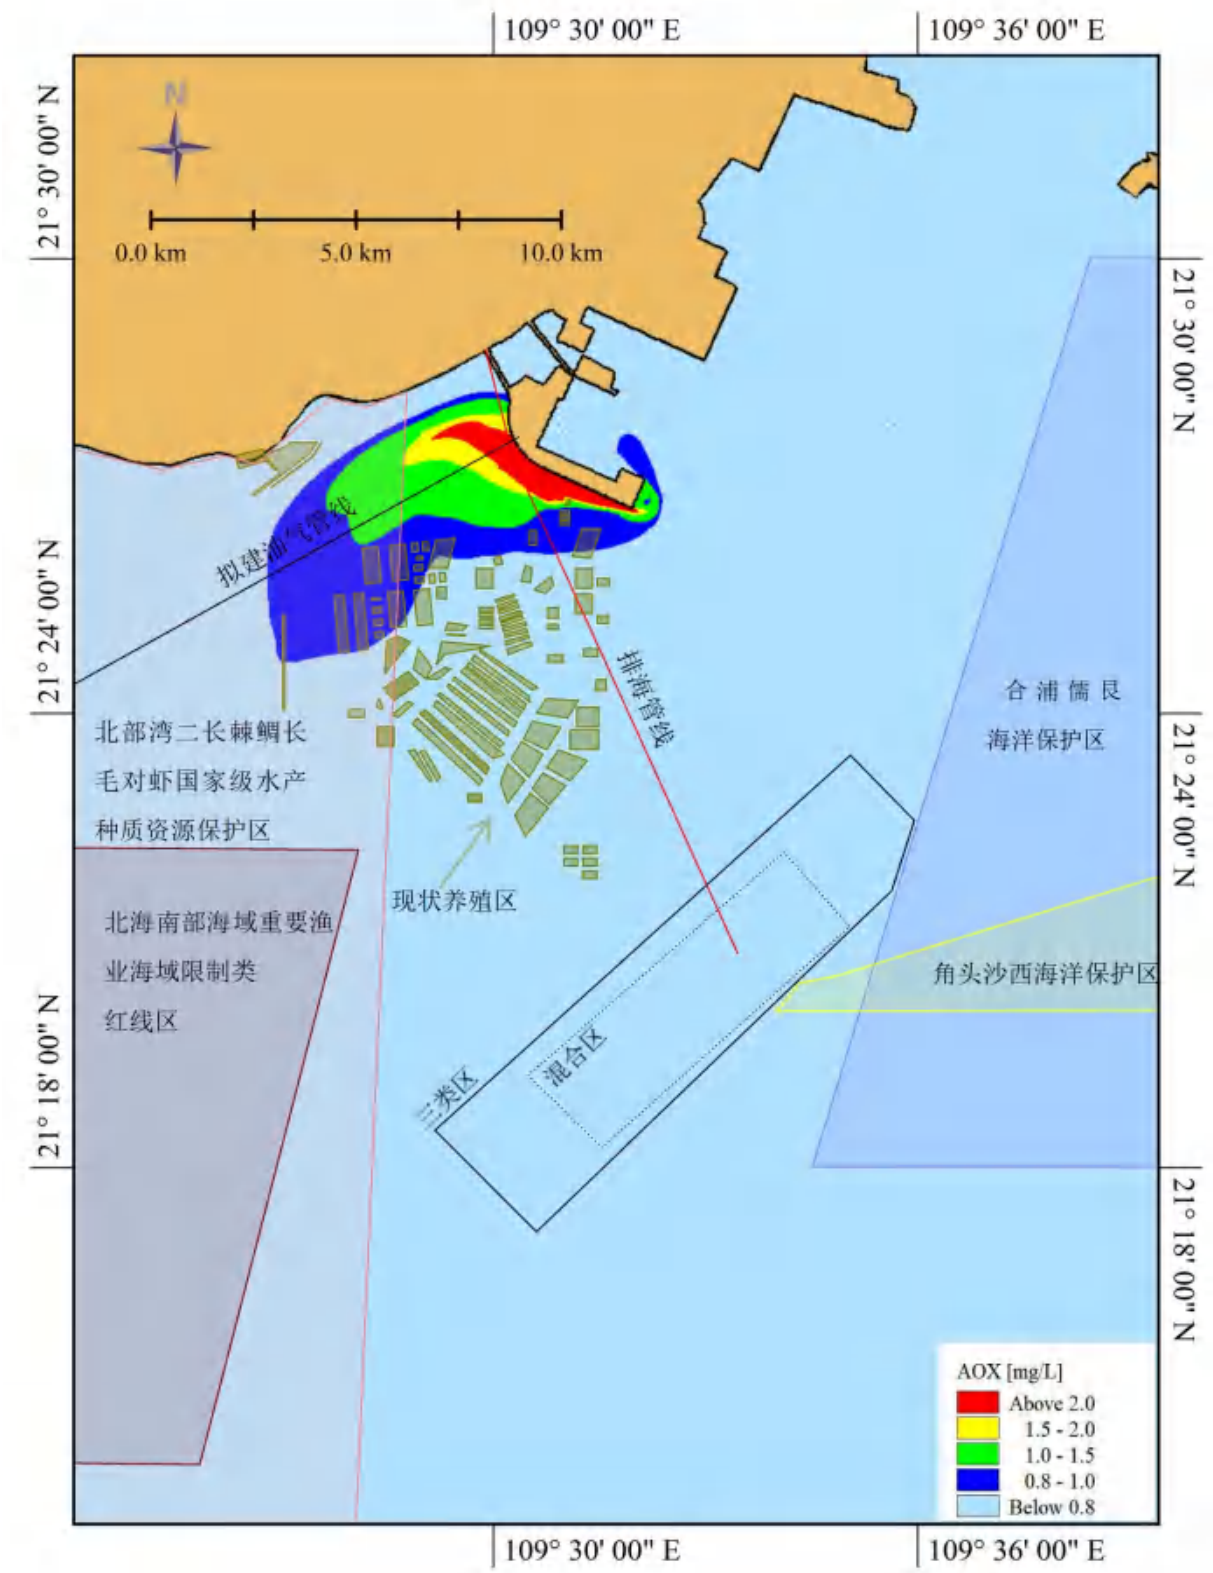 109° 30' 00" E
109° 36' 00" E
N
21° 30' 00" N
0.0 km
5.0 km
10.0 km
21° 30' 00" N
拟建油气管线
21° 24' 00" N
排海管线
合浦儒艮
海洋保护区
北部湾二长棘鲷长
毛对虾国家级水产
种质资源保护区
21° 24' 00" N
现状养殖区
北海南部海域重要渔
业海域限制类
红线区
角头沙西海洋保护区
21° 18' 00" N
混合区
三类区
21° 18' 00" N
AOX [mg/L]
Above 2.0
1.5 - 2.0
1.0 - 1.5
0.8 - 1.0
Below 0.8
109° 30' 00" E
109° 36' 00" E